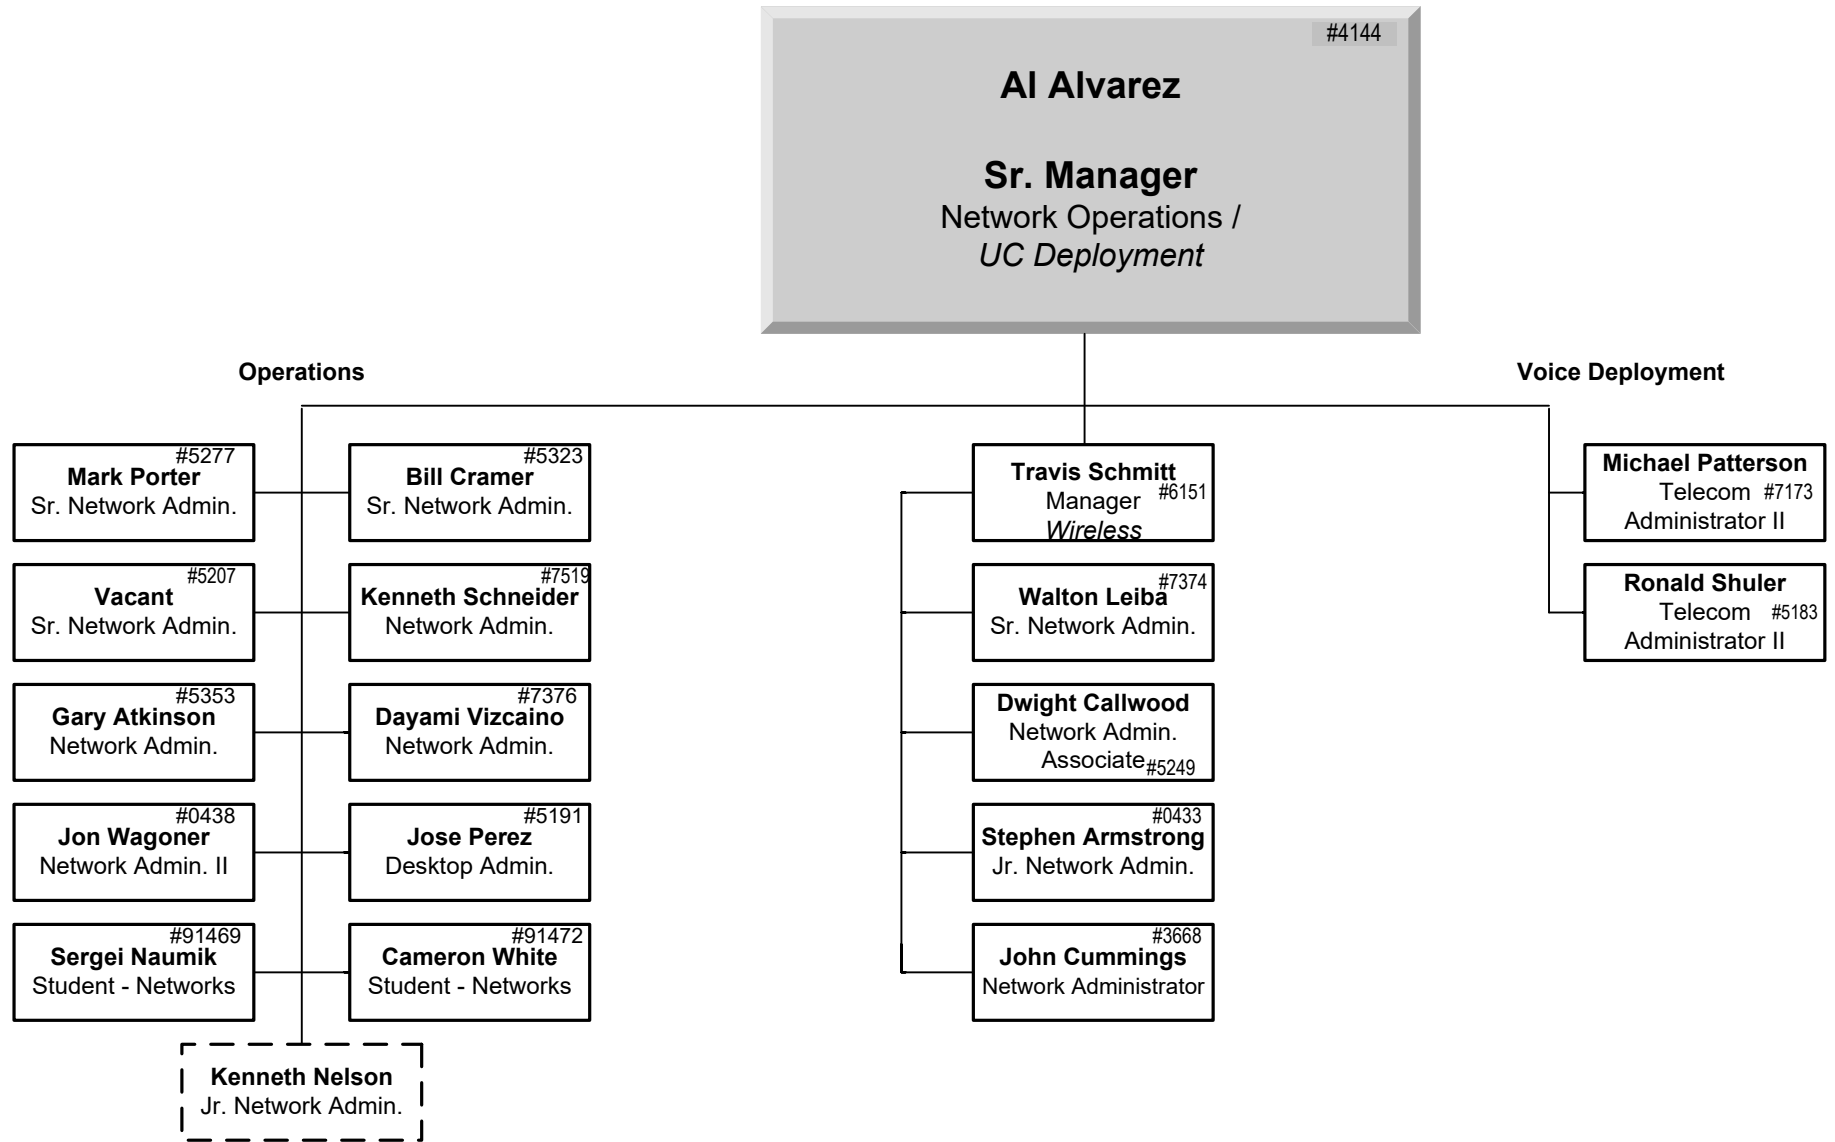 #4144
Al Alvarez
Sr. Manager
Network Operations /
UC Deployment
Operations
Voice Deployment
#5277
Mark Porter
Sr. Network Admin.
#5323
Bill Cramer
Sr. Network Admin.
#5207
Vacant
Sr. Network Admin.
#7519
Kenneth Schneider
Network Admin.
#5353
Gary Atkinson
Network Admin.
#7376
Dayami Vizcaino
Network Admin.
#0438
Jon Wagoner
Network Admin. II
#5191
Jose Perez
Desktop Admin.
#91469
Sergei Naumik
Student - Networks
#91472
Cameron White
Student - Networks
Kenneth Nelson
Jr. Network Admin.
Travis Schmitt
Manager #6151
Wireless
#7374
Walton Leiba
Sr. Network Admin.
Dwight Callwood
Network Admin.
Associate #5249
#0433
Stephen Armstrong
Jr. Network Admin.
#3668
John Cummings
Network Administrator
Michael Patterson
Telecom #7173
Administrator II
Ronald Shuler
Telecom #5183
Administrator II